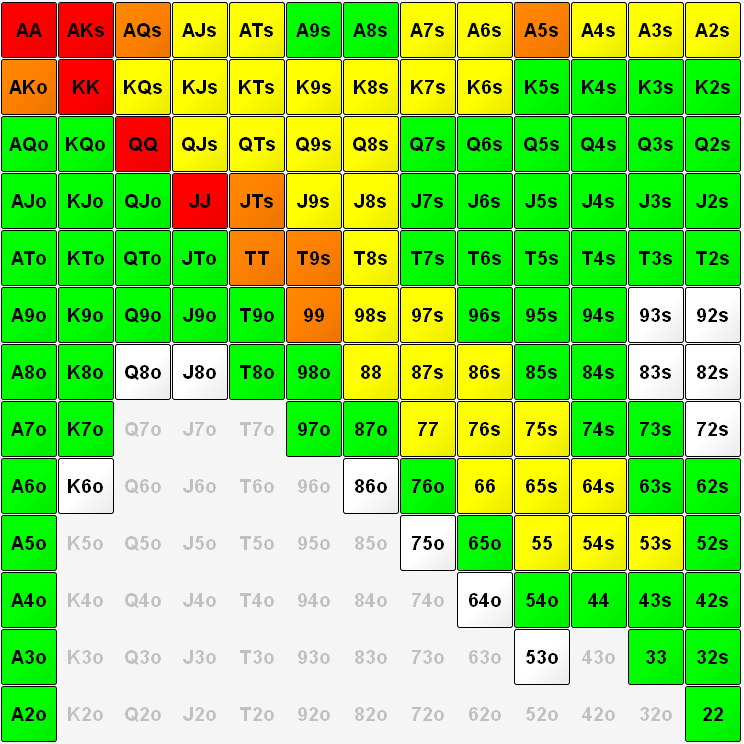 AA AKs AQs AJs ATs A9s A8s A7s A6s A5s A4s A3s A2s
AKo KK KQs KJs KTs K9s K8s K7s K6s K5s K4s K3s K2s
AQo KQo QQ QJs QTs Q9s Q8s Q7s Q6s Q5s Q4s Q3s Q2s
AJo KJo QJo JJ JTs J9s J8s J7s J6s J5s J4s J3s J2s
ATo KTo QTo JTo TT T9s T8s T7s T6s T5s T4s T3s T2s
A9o K9o Q9o J9o T9o 99 98s 97s 96s 95s 94s 93s 92s
A8o K8o Q8o J8o T8o 98o 88 87s 86s 85s 84s 83s 82s
A7o K7o Q7o J7o T7o 97o 87o 77 76s 75s 74s 73s 72s
A6o K6o Q6o J6o T6o 96o 86o 76o 66 65s 64s 63s 62s
A5o K5o Q5o J5o T5o 95o 85o 75o 65o 55 54s 53s 52s
A4o K4o Q4o J4o T4o 94o 84o 74o 64o 54o 44 43s 42s
A3o K3o Q3o J3o T3o 93o 83o 73o 63o 53o 43o 33 32s
A2o K2o Q2o J2o T2o 92o 82o 72o 62o 52o 42o 32o 22